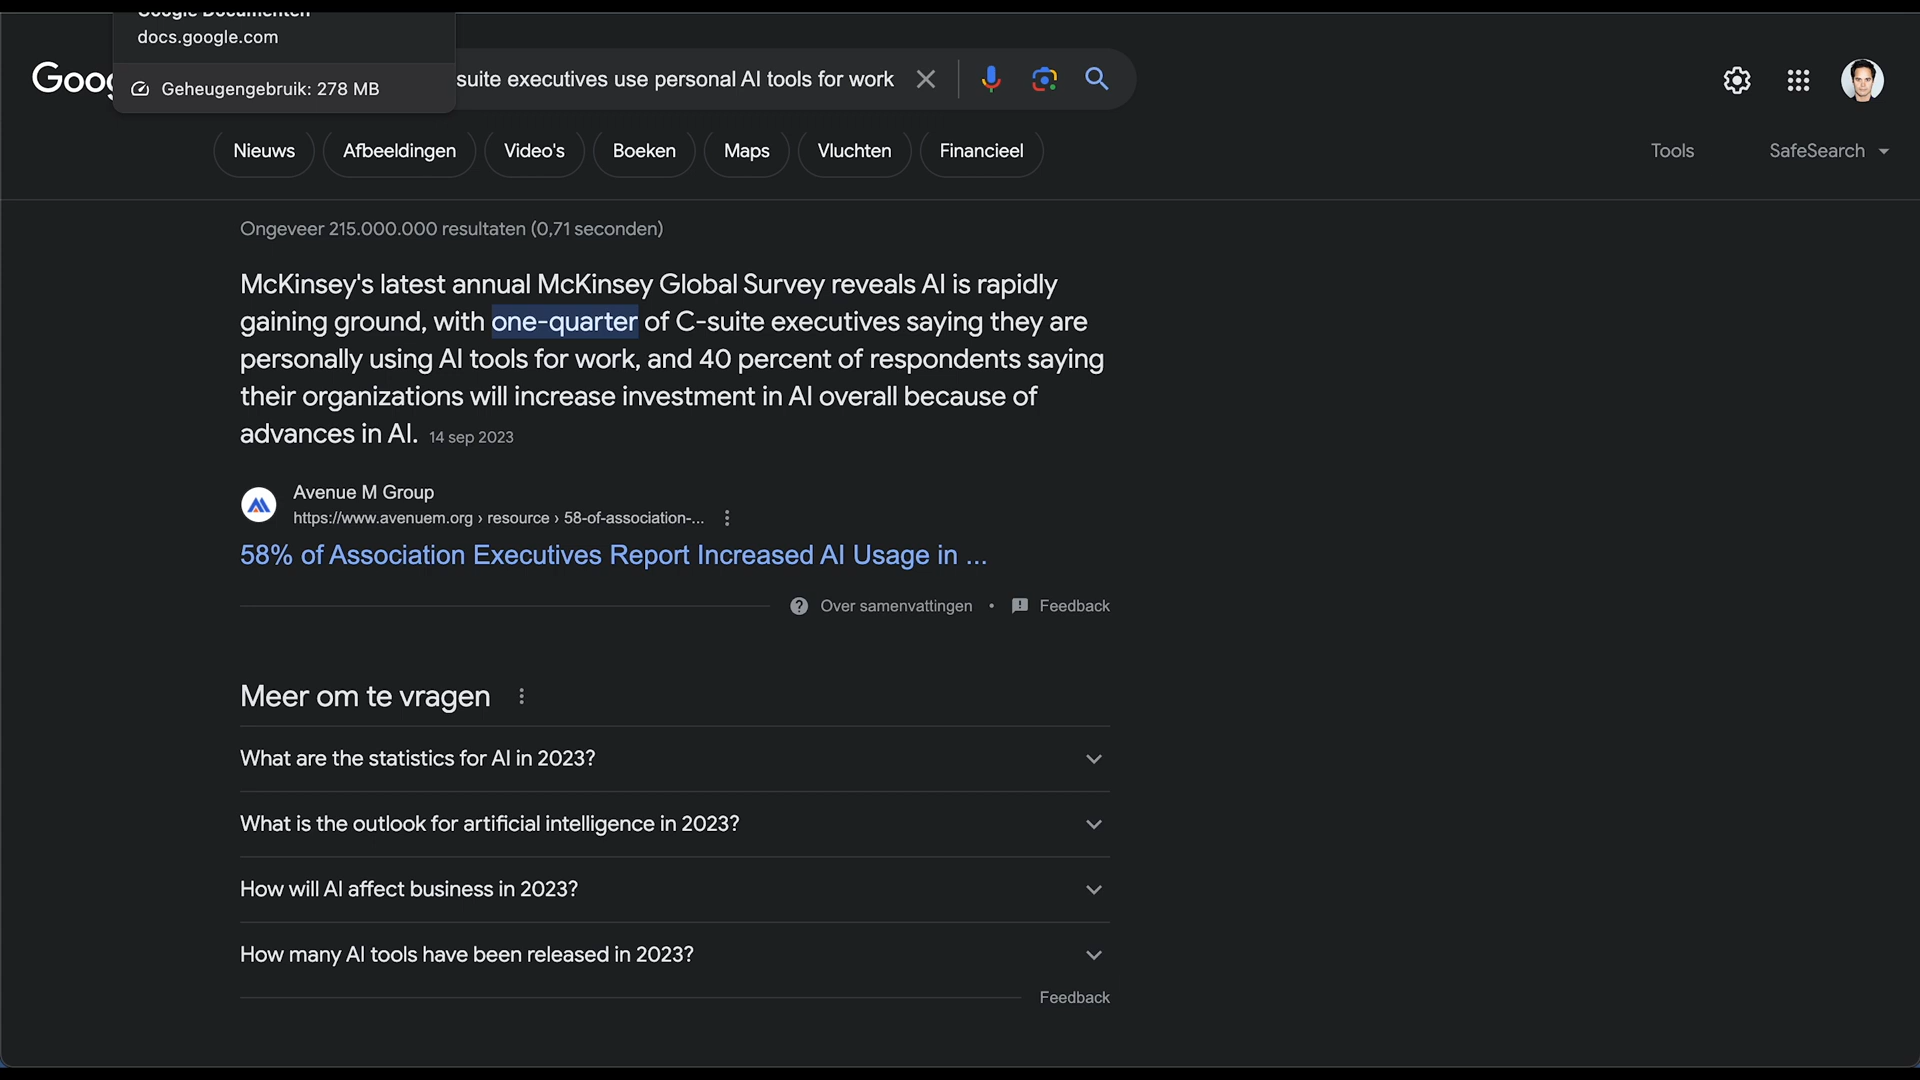 docs.google.com
Geheugengebruik: 278 MB
suite executives use personal AI tools for work
Nieuws
Afbeeldingen
Video's
Boeken
Maps
Vluchten
Financieel
Tools
SafeSearch
Ongeveer 215.000.000 resultaten (0,71 seconden)
McKinsey's latest annual McKinsey Global Survey reveals AI is rapidly
gaining ground, with one-quarter of C-suite executives saying they are
personally using AI tools for work, and 40 percent of respondents saying
their organizations will increase investment in AI overall because of
advances in AI. 14 sep 2023
Avenue M Group
https://www.avenuem.org › resource › 58-of-association-...
58% of Association Executives Report Increased AI Usage in ...
Over samenvattingen • Feedback
Meer om te vragen
What are the statistics for AI in 2023?
What is the outlook for artificial intelligence in 2023?
How will AI affect business in 2023?
How many AI tools have been released in 2023?
Feedback